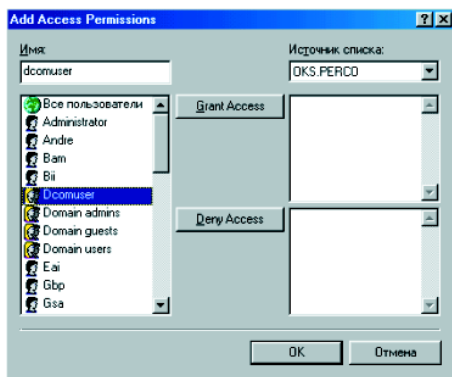 Add Access Permissions
Имя:
Источник списка:
dcomuser
OKS.PERCO
Все пользователи
Administrator
Andre
Bam
Bii
Dcomuser
Domain admins
Domain guests
Domain users
Eai
Gbp
Gsa
Grant Access
Deny Access
OK
Отмена